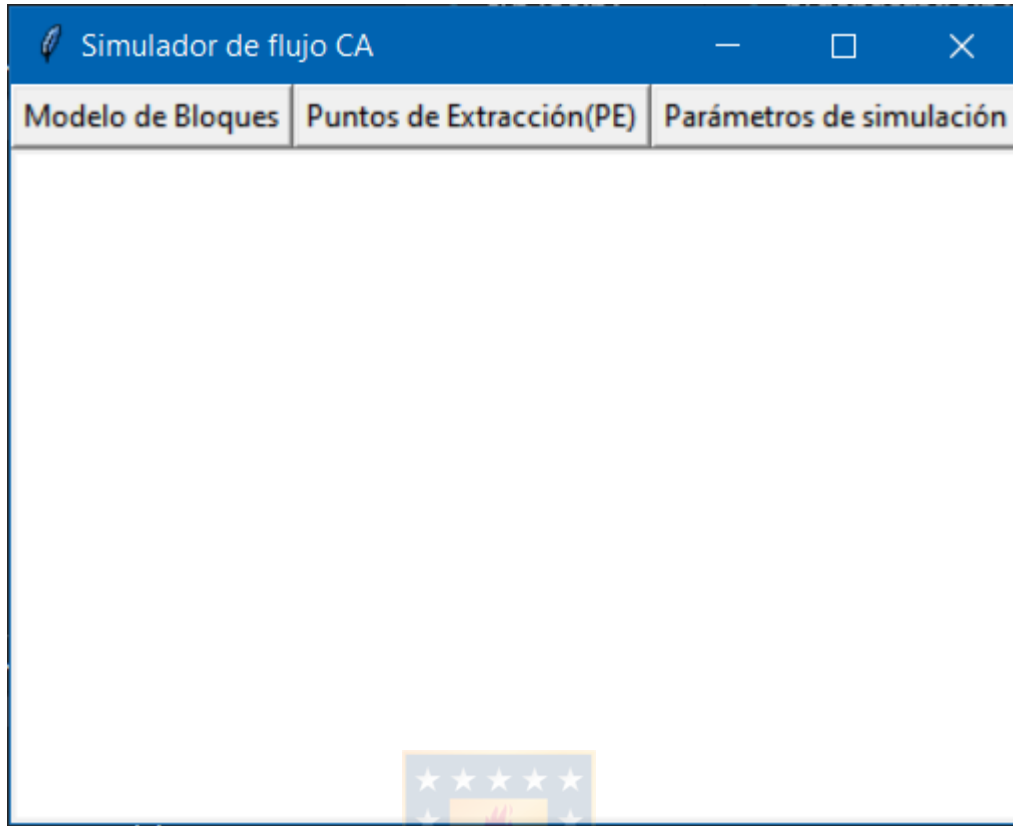 Simulador de flujo CA
Modelo de Bloques Puntos de Extracción(PE) Parámetros de simulación